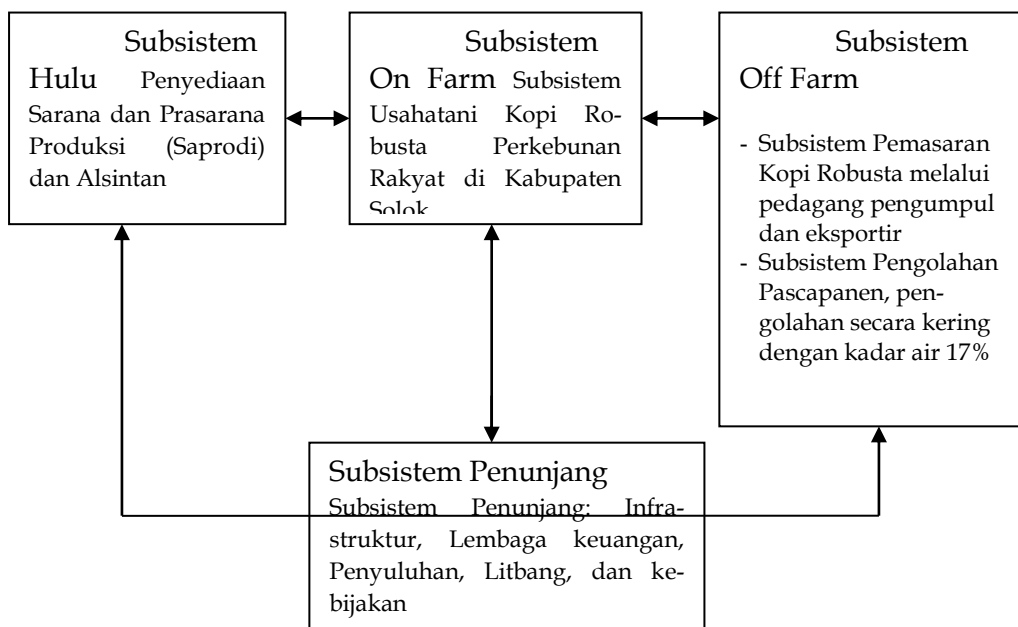 Subsistem
Hulu Penyediaan
Sarana dan Prasarana
Produksi (Saprodi)
dan Alsintan
Subsistem
On Farm Subsistem
Usahatani Kopi Ro-
busta Perkebunan
Rakyat di Kabupaten
Solok
Subsistem
Off Farm
- Subsistem Pemasaran
Kopi Robusta melalui
pedagang pengumpul
dan eksportir
- Subsistem Pengolahan
Pascapanen, pen-
golahan secara kering
dengan kadar air 17%
Subsistem Penunjang
Subsistem Penunjang: Infra-
struktur, Lembaga keuangan,
Penyuluhan, Litbang, dan ke-
bijakan